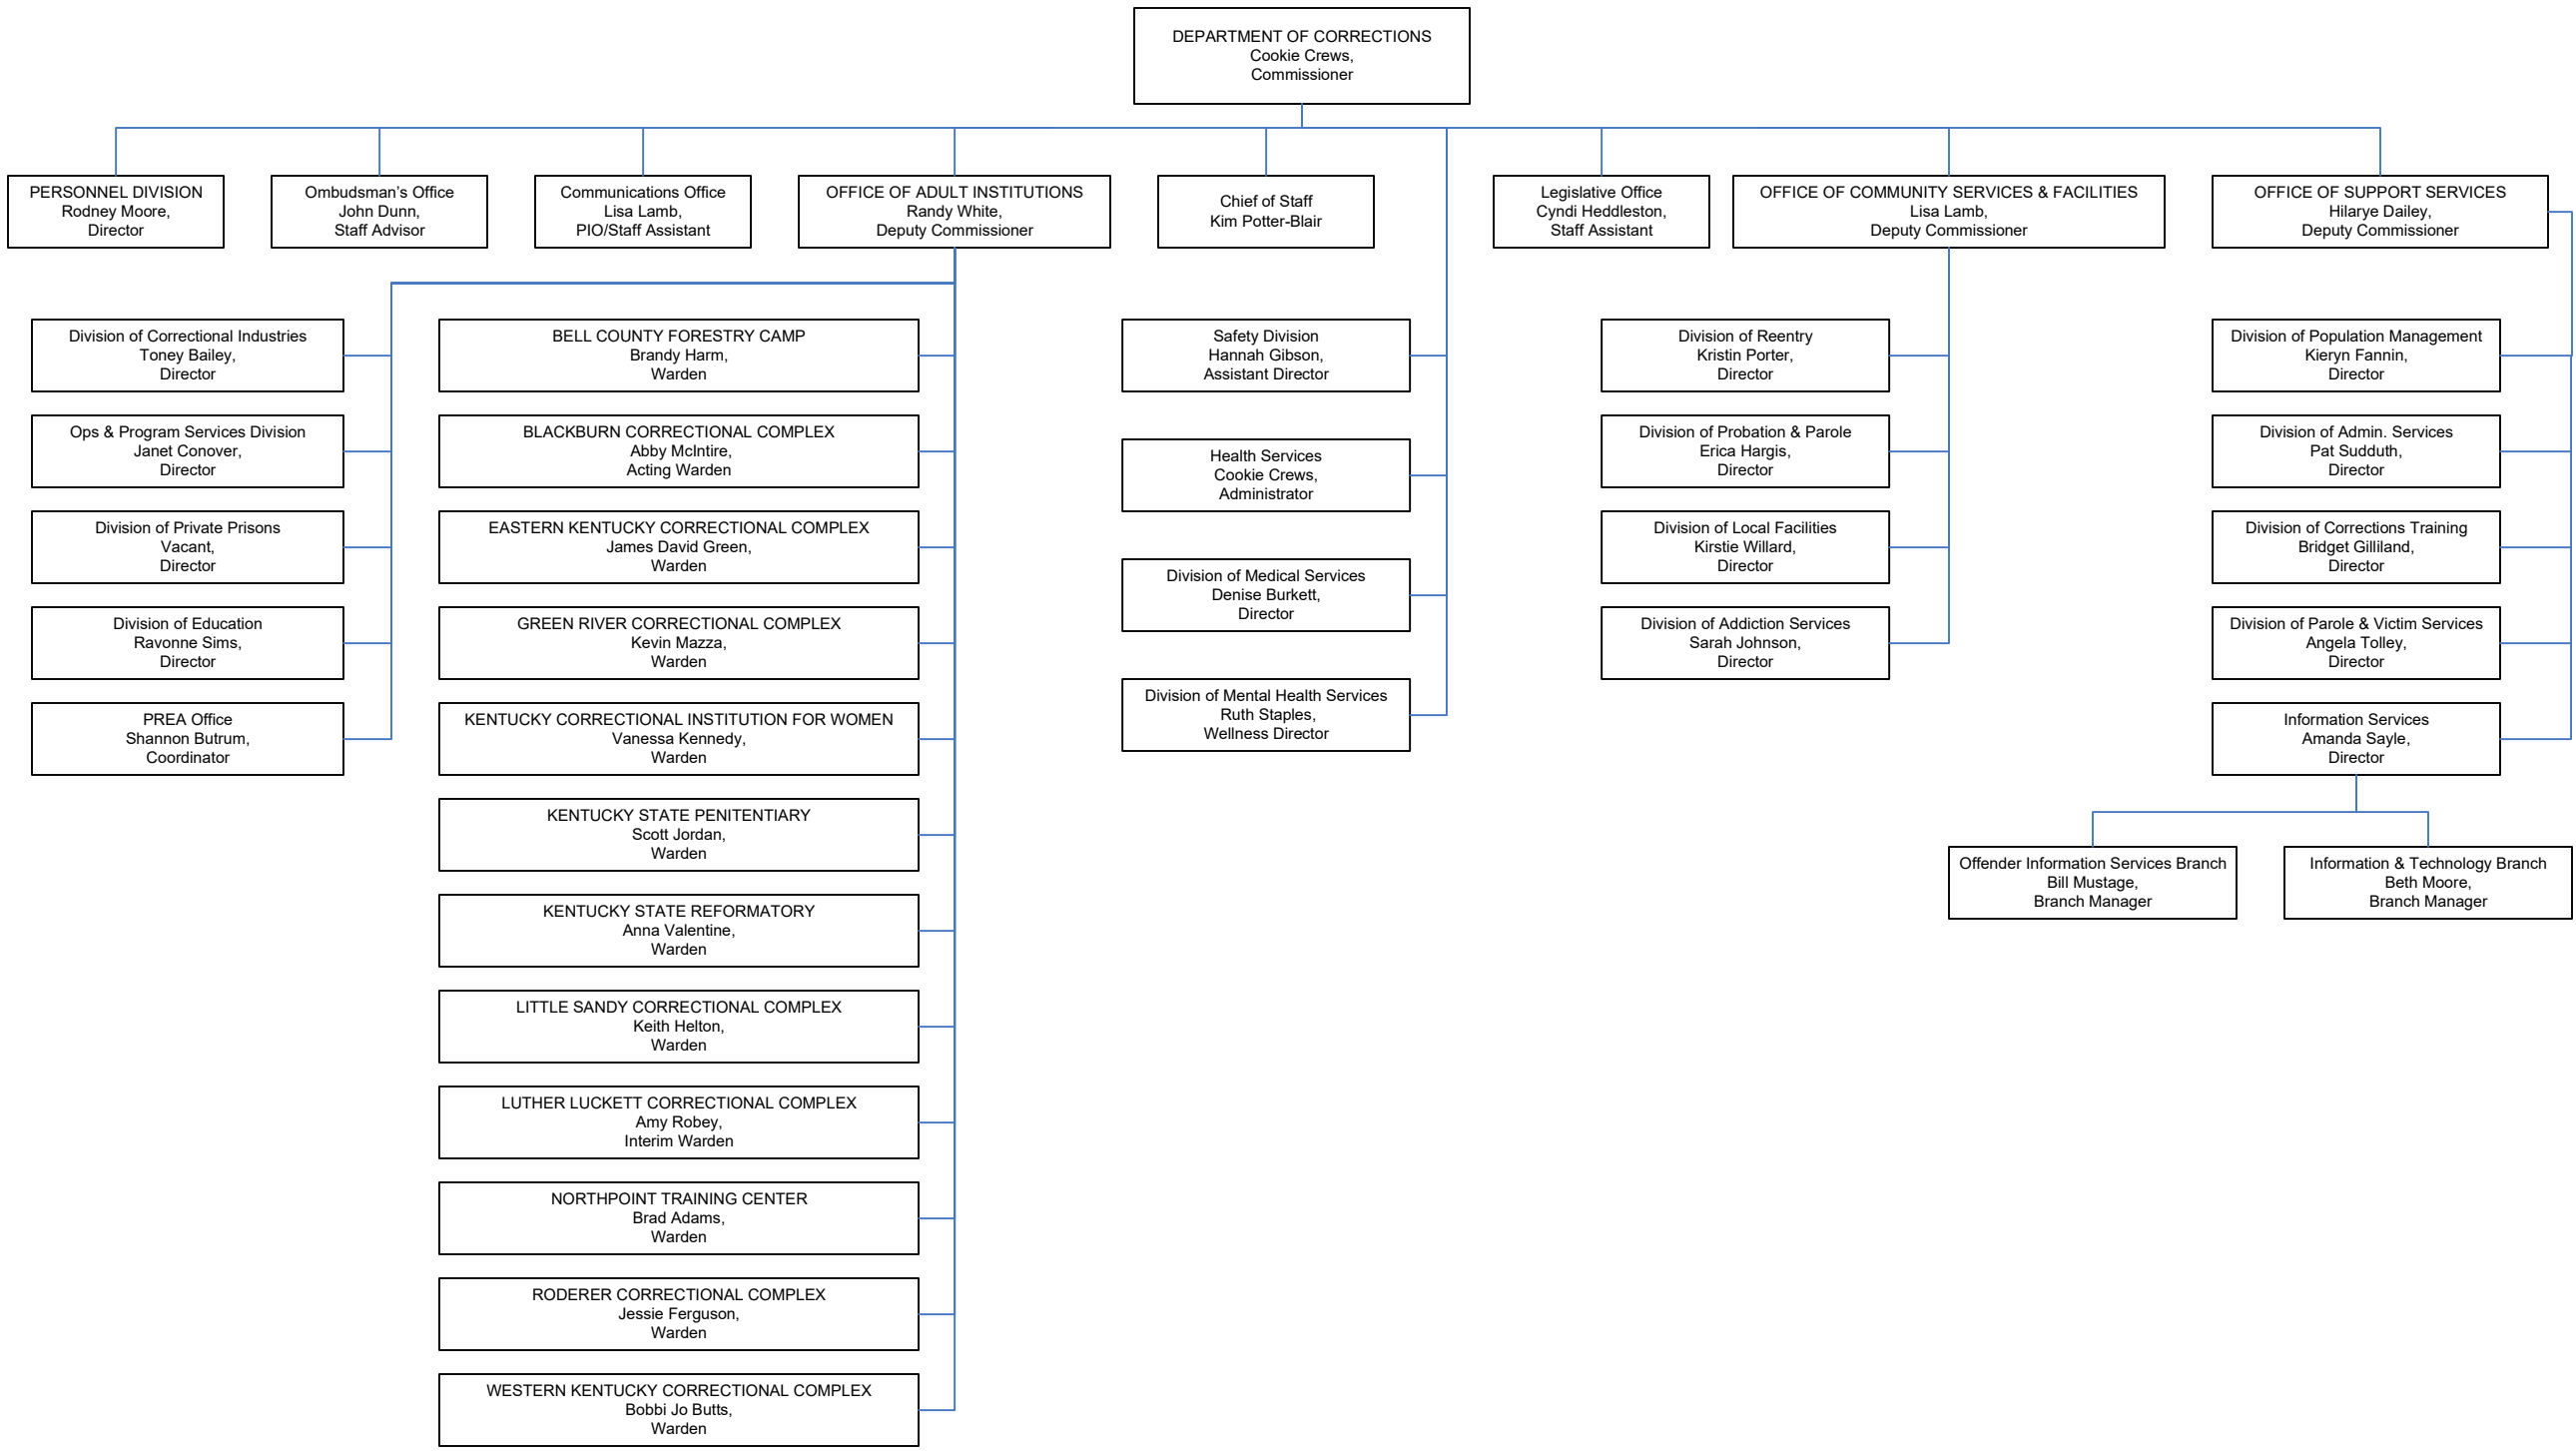 DEPARTMENT OF CORRECTIONS
Cookie Crews,
Commissioner
PERSONNEL DIVISION
Rodney Moore,
Director
Ombudsman’s Office
John Dunn,
Staff Advisor
Communications Office
Lisa Lamb,
PIO/Staff Assistant
OFFICE OF ADULT INSTITUTIONS
Randy White,
Deputy Commissioner
Chief of Staff
Kim Potter-Blair
Legislative Office
Cyndi Heddleston,
Staff Assistant
OFFICE OF COMMUNITY SERVICES & FACILITIES
Lisa Lamb,
Deputy Commissioner
OFFICE OF SUPPORT SERVICES
Hilarye Dailey,
Deputy Commissioner
Division of Correctional Industries
Toney Bailey,
Director
Ops & Program Services Division
Janet Conover,
Director
Division of Private Prisons
Vacant,
Director
Division of Education
Ravonne Sims,
Director
PREA Office
Shannon Butrum,
Coordinator
BELL COUNTY FORESTRY CAMP
Brandy Harm,
Warden
BLACKBURN CORRECTIONAL COMPLEX
Abby McIntire,
Acting Warden
EASTERN KENTUCKY CORRECTIONAL COMPLEX
James David Green,
Warden
GREEN RIVER CORRECTIONAL COMPLEX
Kevin Mazza,
Warden
KENTUCKY CORRECTIONAL INSTITUTION FOR WOMEN
Vanessa Kennedy,
Warden
KENTUCKY STATE PENITENTIARY
Scott Jordan,
Warden
KENTUCKY STATE REFORMATORY
Anna Valentine,
Warden
LITTLE SANDY CORRECTIONAL COMPLEX
Keith Helton,
Warden
LUTHER LUCKETT CORRECTIONAL COMPLEX
Amy Robey,
Interim Warden
NORTHPOINT TRAINING CENTER
Brad Adams,
Warden
RODERER CORRECTIONAL COMPLEX
Jessie Ferguson,
Warden
WESTERN KENTUCKY CORRECTIONAL COMPLEX
Bobbi Jo Butts,
Warden
Safety Division
Hannah Gibson,
Assistant Director
Health Services
Cookie Crews,
Administrator
Division of Medical Services
Denise Burkett,
Director
Division of Mental Health Services
Ruth Staples,
Wellness Director
Division of Reentry
Kristin Porter,
Director
Division of Probation & Parole
Erica Hargis,
Director
Division of Local Facilities
Kirstie Willard,
Director
Division of Addiction Services
Sarah Johnson,
Director
Division of Population Management
Kieryn Fannin,
Director
Division of Admin. Services
Pat Sudduth,
Director
Division of Corrections Training
Bridget Gilliland,
Director
Division of Parole & Victim Services
Angela Tolley,
Director
Information Services
Amanda Sayle,
Director
Offender Information Services Branch
Bill Mustage,
Branch Manager
Information & Technology Branch
Beth Moore,
Branch Manager